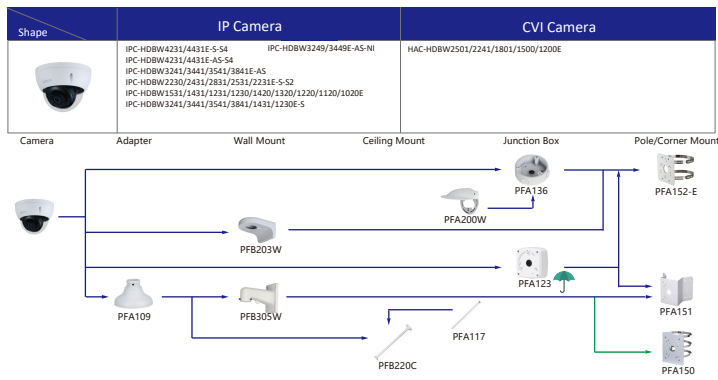 Shape
IP Camera
CVI Camera
IPC-HDBW4231/4431E-S-S4
IPC-HDBW3249/3449E-AS-NI
IPC-HDBW4231/4431E-AS-S4
IPC-HDBW3241/3441/3541/3841E-AS
IPC-HDBW2230/2431/2831/2531/2231E-S-S2
IPC-HDBW1531/1431/1231/1230/1420/1320/1220/1120/1020E
IPC-HDBW3241/3441/3541/3841/1431/1230E-S
HAC-HDBW2501/2241/1801/1500/1200E
Camera
Adapter
Wall Mount
Ceiling Mount
Junction Box
Pole/Corner Mount
PFA136
PFA152-E
PFA200W
PFB203W
PFA123
PFA109
PFB305W
PFA151
PFA117
PFB220C
PFA150